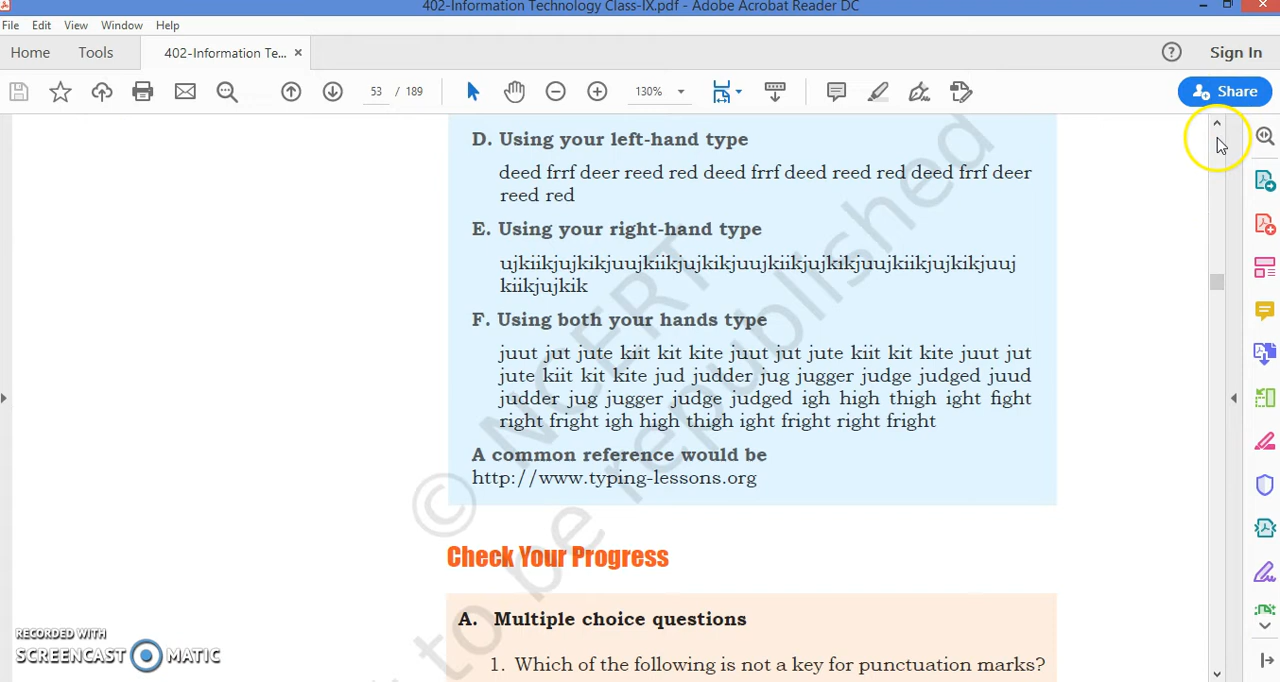 402-Information Technology Class-IX.pdf - Adobe Acrobat Reader DC
File Edit View Window Help
Home Tools 402-Information Te... × Sign In
53 / 189 130% Share
D. Using your left-hand type
deed frrf deer reed red deed frrf deed reed red deed frrf deer
reed red
E. Using your right-hand type
ujkiikjujkikjuujkiikjujkikjuujkiikjujkikjuujkiikjujkikjuuj
kiikjujkik
F. Using both your hands type
juut jut jute kiit kit kite juut jut jute kiit kit kite juut jut
jute kiit kit kite jud judder jug jugger judge judged juud
judder jug jugger judge judged igh high thigh ight fight
right fright igh high thigh ight fright right fright
A common reference would be
http://www.typing-lessons.org
© NCERT
to be republished
Check Your Progress
A. Multiple choice questions
1. Which of the following is not a key for punctuation marks?
RECORDED WITH
SCREENCAST MATIC